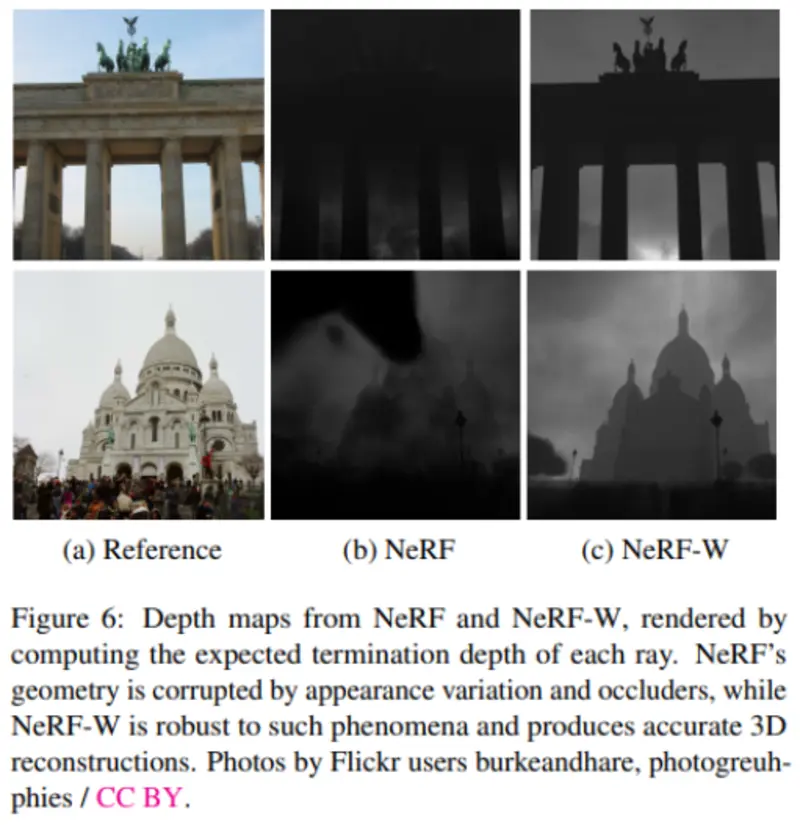 (a) Reference
(b) NeRF
(c) NeRF-W
Figure 6: Depth maps from NeRF and NeRF-W, rendered by
computing the expected termination depth of each ray. NeRF's
geometry is corrupted by appearance variation and occluders, while
NeRF-W is robust to such phenomena and produces accurate 3D
reconstructions. Photos by Flickr users burkeandhare, photogreuh-
phies / CC BY.